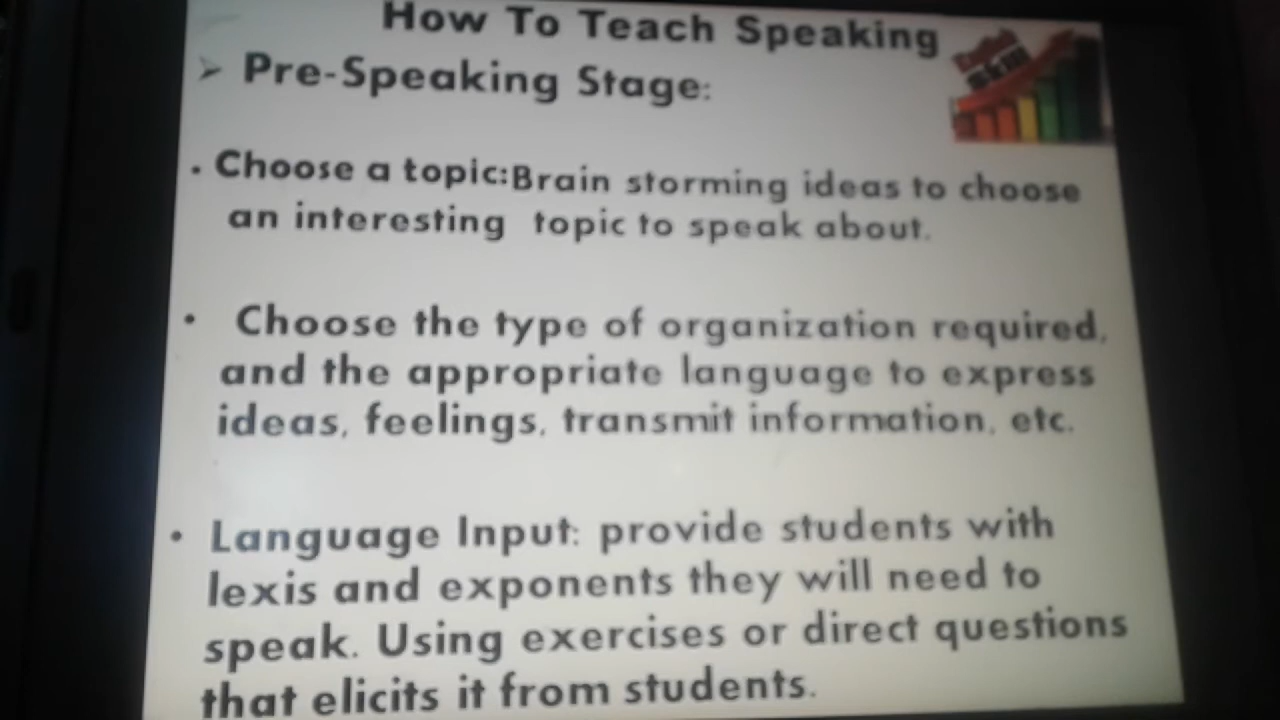 How To Teach Speaking
➢ Pre-Speaking Stage:
skill
. Choose a topic:Brain storming ideas to choose
an interesting topic to speak about.
• Choose the type of organization required,
and the appropriate language to express
ideas, feelings, transmit information, etc.
• Language Input: provide students with
lexis and exponents they will need to
speak. Using exercises or direct questions
that elicits it from students.